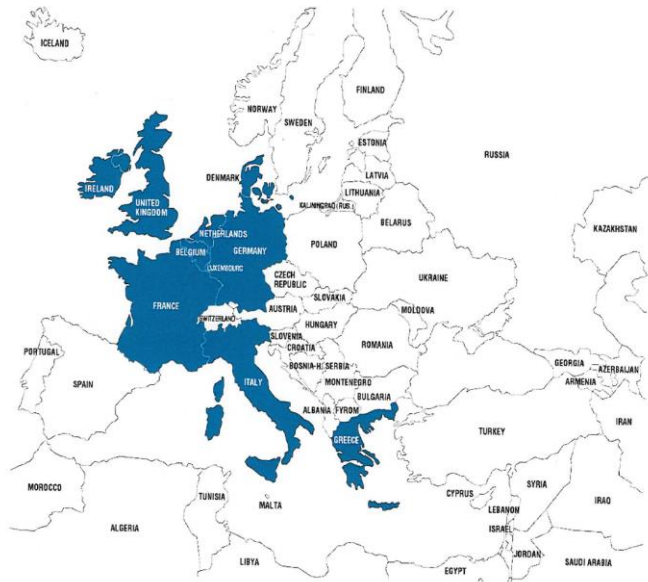 ICELAND
FINLAND
NORWAY
SWEDEN
ESTONIA
RUSSIA
LATVIA
DENMARK
LITHUANIA
IRELAND
UNITED
KINGDOM
KALININGRAD (RUS.)
BELARUS
KAZAKHSTAN
NETHERLANDS
POLAND
BELGIUM
GERMANY
LUXEMBOURG
CZECH
REPUBLIC
UKRAINE
SLOVAKIA
FRANCE
AUSTRIA
MOLDOVA
SWITZERLAND
HUNGARY
SLOVENIA
CROATIA
ROMANIA
PORTUGAL
SPAIN
ITALY
BOSNIA-H.
SERBIA
GEORGIA
AZERBAIJAN
MONTENEGRO
ARMENIA
BULGARIA
ALBANIA
FYROM
IRAN
GREECE
TURKEY
MOROCCO
TUNISIA
MALTA
CYPRUS
SYRIA
LEBANON
IRAQ
ALGERIA
ISRAEL
LIBYA
EGYPT
JORDAN
SAUDI ARABIA